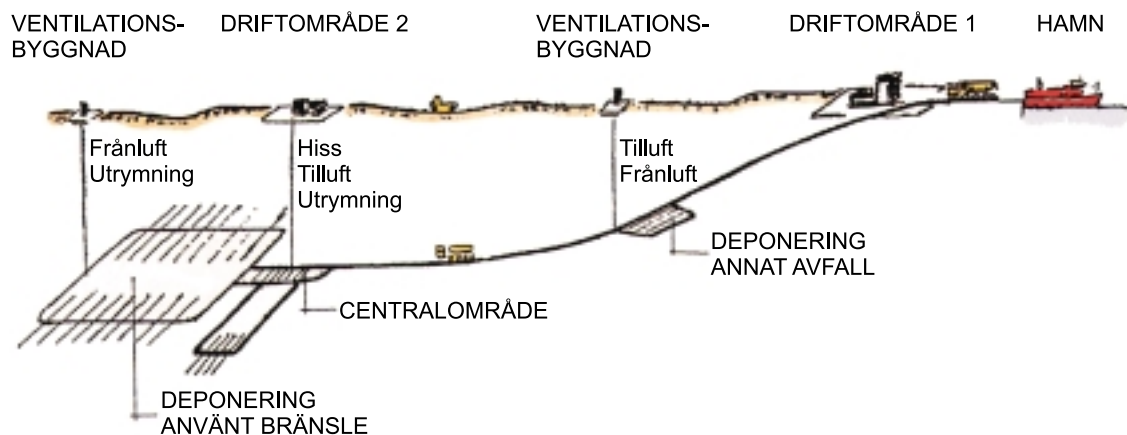 VENTILATIONS-
BYGGNAD
DRIFTOMRÅDE 2
VENTILATIONS-
BYGGNAD
DRIFTOMRÅDE 1
HAMN
Frånluft
Utrymning
Hiss
Tilluft
Utrymning
Tilluft
Frånluft
DEPONERING
ANNAT AVFALL
CENTRALOMRÅDE
DEPONERING
ANVÄNT BRÄNSLE